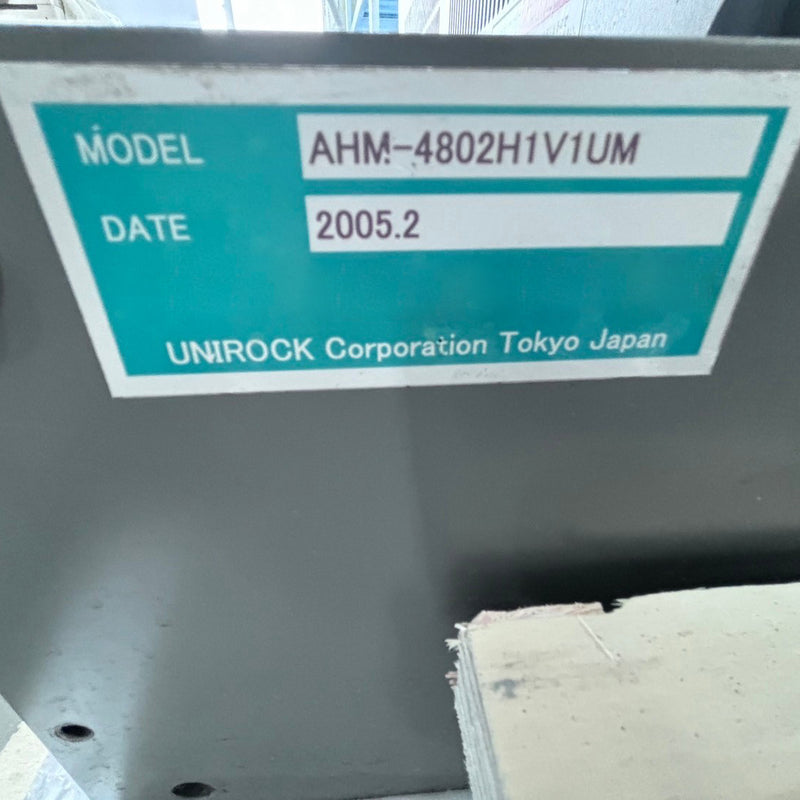 MODEL AHM-4802H1V1UM
DATE 2005.2
UNIROCK Corporation Tokyo Japan